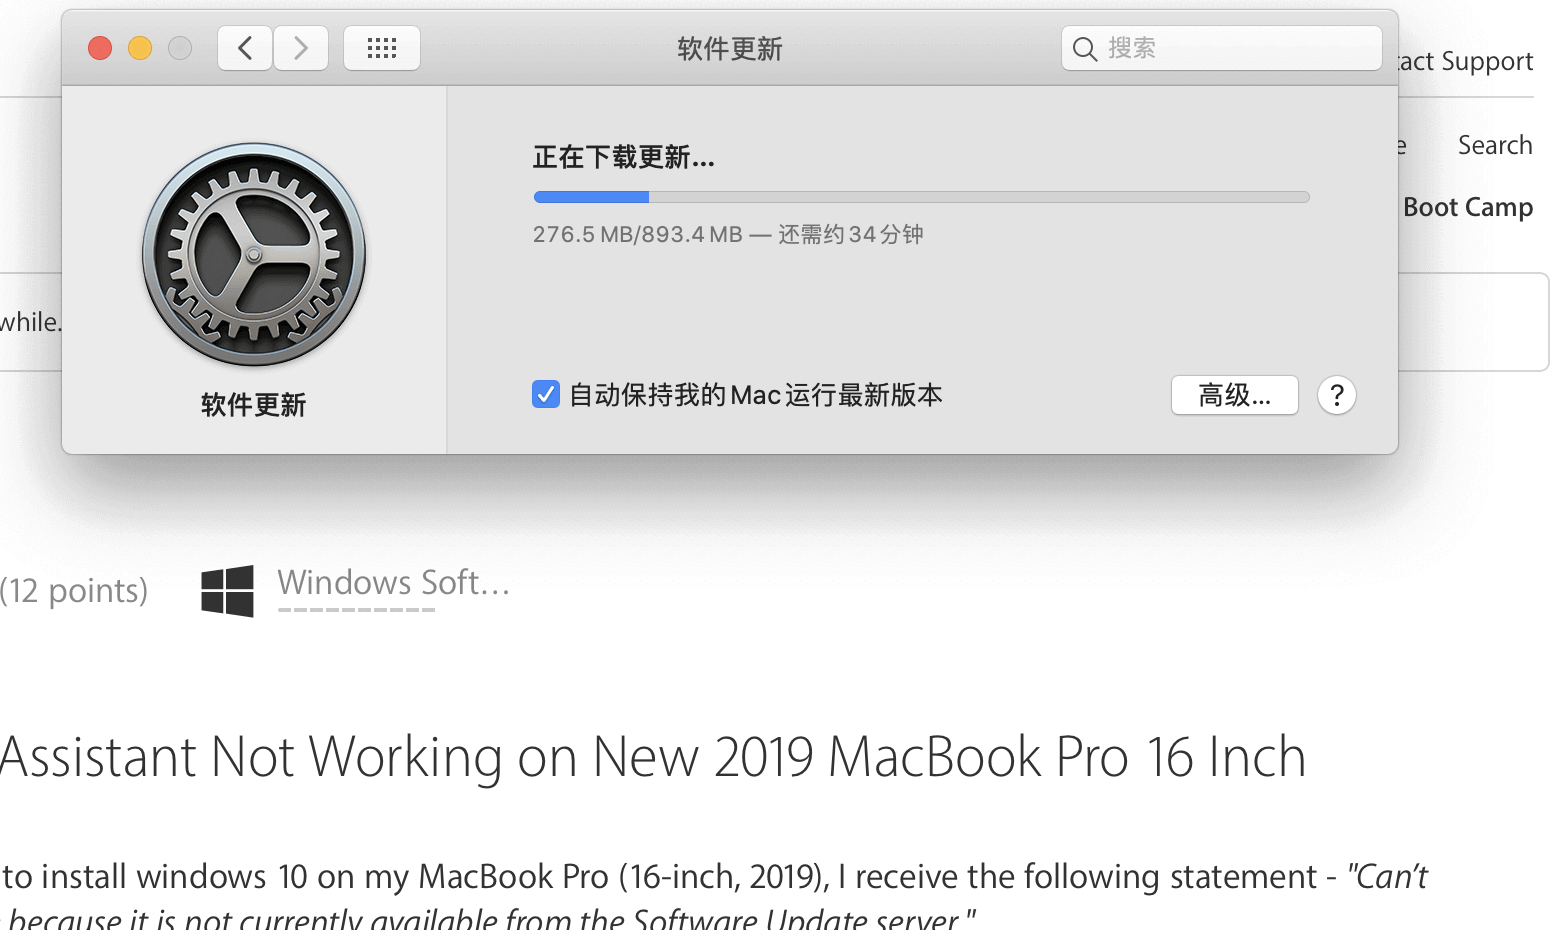 软件更新
搜索
tact Support
正在下载更新...
e Search
276.5 MB/893.4 MB — 还需约34分钟
Boot Camp
while.
自动保持我的Mac运行最新版本
高级...
?
软件更新
(12 points)
Windows Soft...
Assistant Not Working on New 2019 MacBook Pro 16 Inch
to install windows 10 on my MacBook Pro (16-inch, 2019), I receive the following statement - "Can't
because it is not currently available from the Software Update server."